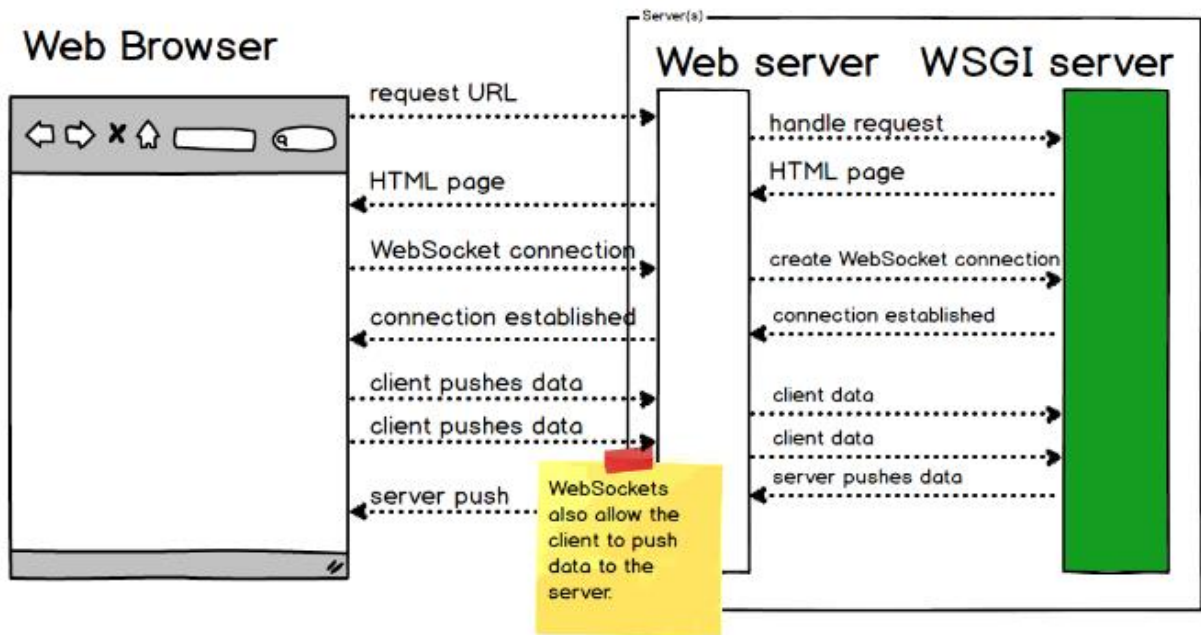 Server(s)
Web Browser
Web server
WSGI server
request URL
handle request
HTML page
HTML page
WebSocket connection
create WebSocket connection
connection established
connection established
client pushes data
client data
client pushes data
client data
server push
server pushes data
WebSockets
also allow the
client to push
data to the
server.